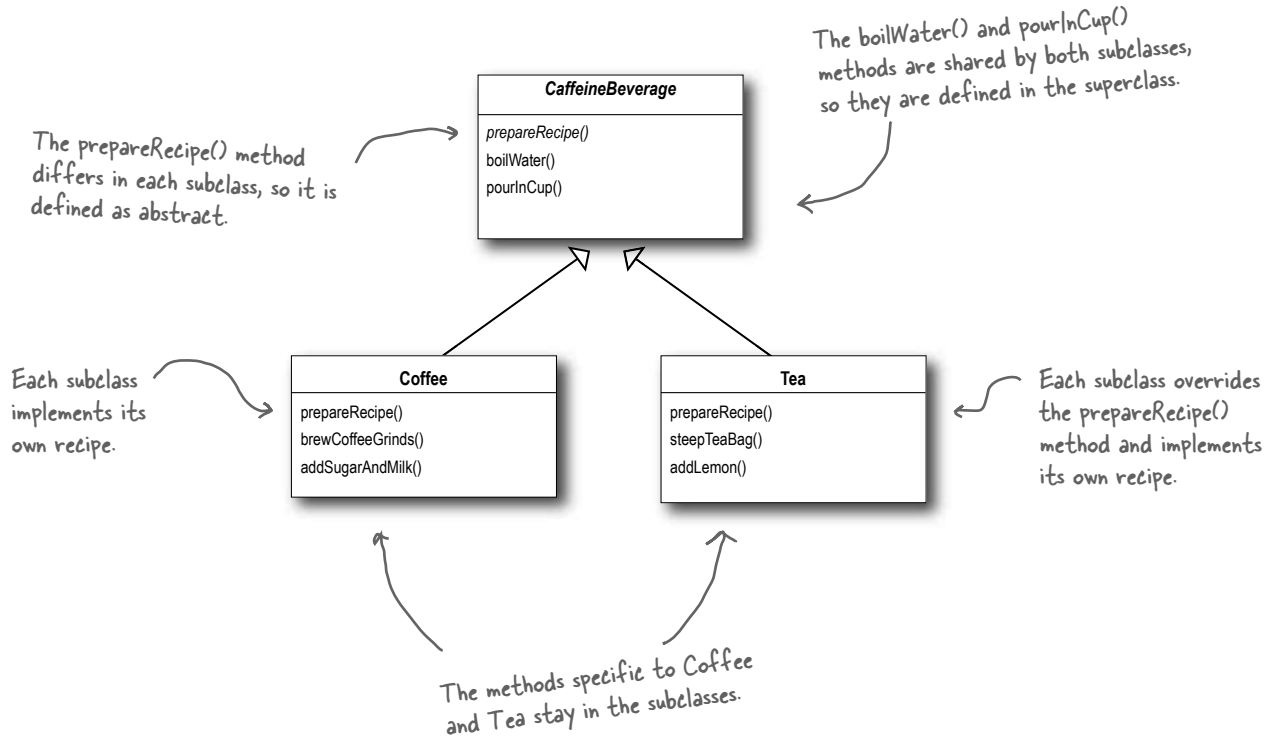 The boilWater() and pourInCup()
methods are shared by both subclasses,
so they are defined in the superclass.
CaffeineBeverage
prepareRecipe()
boilWater()
pourInCup()
The prepareRecipe() method
differs in each subclass, so it is
defined as abstract.
Each subclass
implements its
own recipe.
Coffee
prepareRecipe()
brewCoffeeGrinds()
addSugarAndMilk()
Tea
prepareRecipe()
steepTeaBag()
addLemon()
Each subclass overrides
the prepareRecipe()
method and implements
its own recipe.
The methods specific to Coffee
and Tea stay in the subclasses.